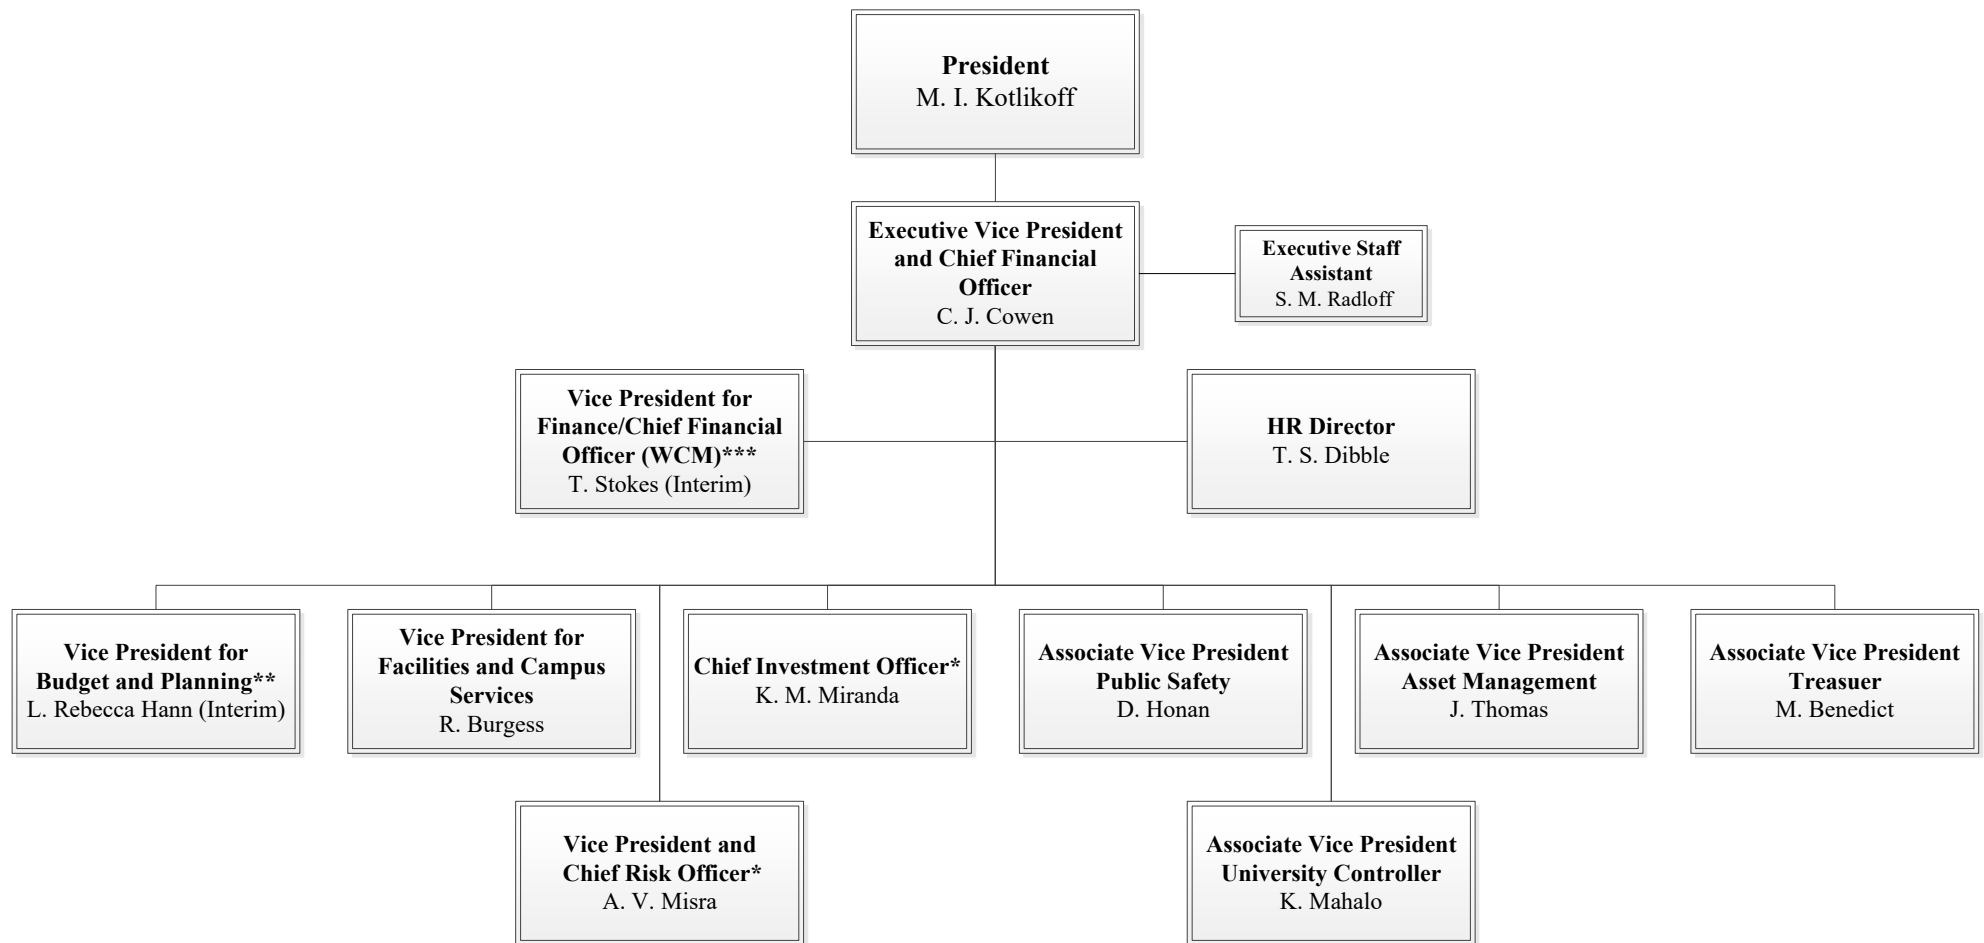 President
M. I. Kotlikoff
Executive Vice President
and Chief Financial
Officer
C. J. Cowen
Executive Staff
Assistant
S. M. Radloff
Vice President for
Finance/Chief Financial
Officer (WCM)***
T. Stokes (Interim)
HR Director
T. S. Dibble
Vice President for
Budget and Planning**
L. Rebecca Hann (Interim)
Vice President for
Facilities and Campus
Services
R. Burgess
Chief Investment Officer*
K. M. Miranda
Associate Vice President
Public Safety
D. Honan
Associate Vice President
Asset Management
J. Thomas
Associate Vice President
Treasuer
M. Benedict
Vice President and
Chief Risk Officer*
A. V. Misra
Associate Vice President
University Controller
K. Mahalo